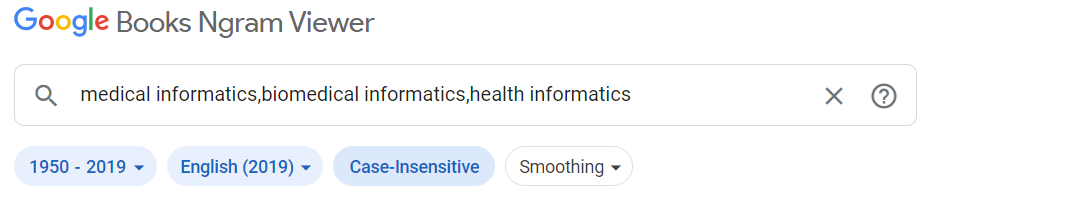 Google Books Ngram Viewer
medical informatics,biomedical informatics,health informatics
1950 - 2019 English (2019) Case-Insensitive Smoothing